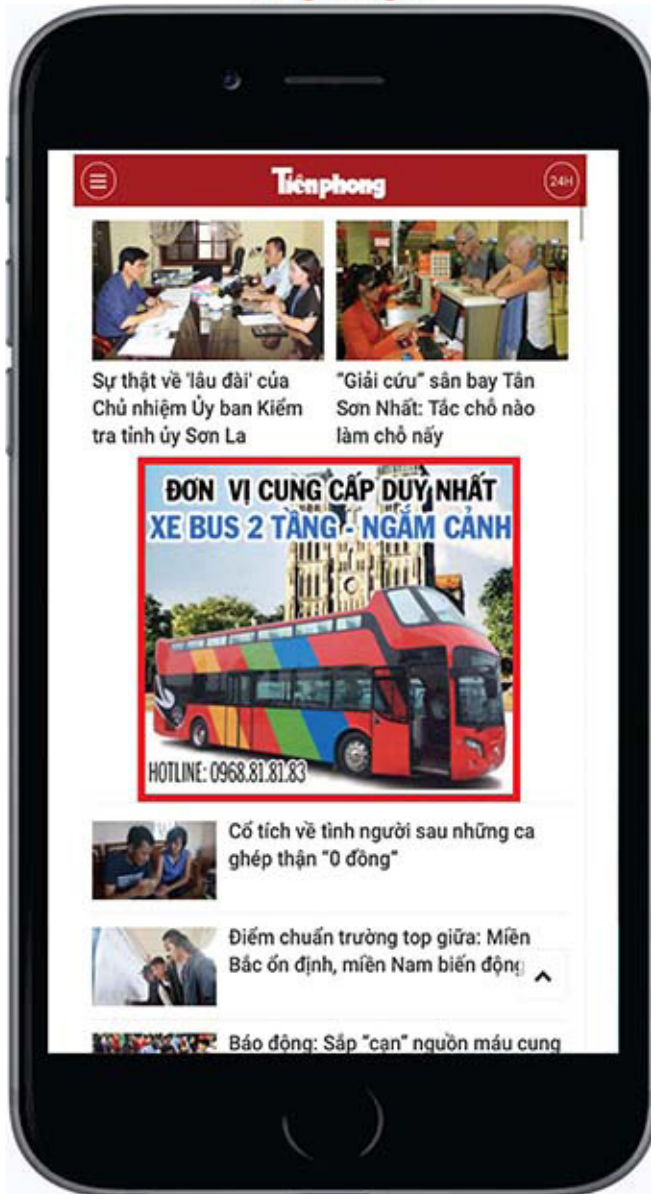 Tiênphong
24H
Sự thật về 'lâu đài' của
Chủ nhiệm Ủy ban Kiểm
tra tỉnh ủy Sơn La
“Giải cứu” sân bay Tân
Sơn Nhất: Tắc chỗ nào
làm chỗ nấy
ĐƠN VỊ CUNG CẤP DUY NHẤT
XE BUS 2 TẦNG - NGẮM CẢNH
HOTLINE: 0968.81.81.83
Cổ tích về tình người sau những ca
ghép thận “0 đồng”
Điểm chuẩn trường top giữa: Miền
Bắc ổn định, miền Nam biến động
Báo động: Sắp “cạn” nguồn máu cung